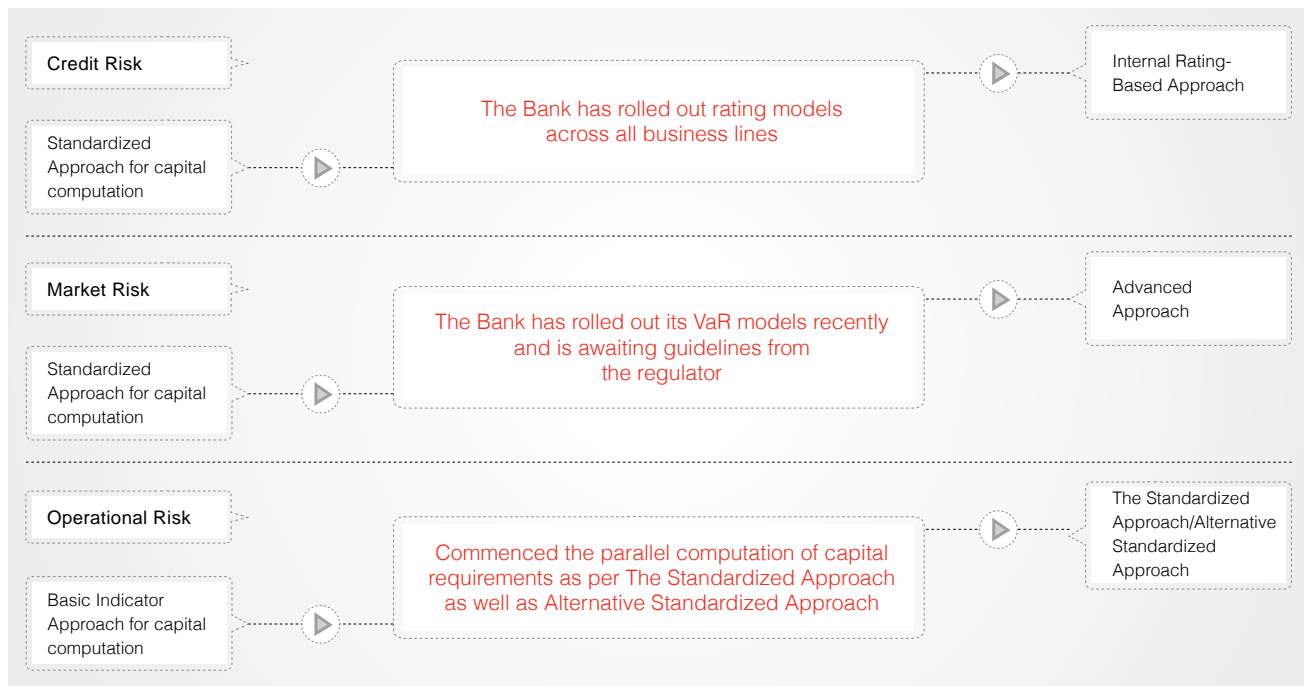 Credit Risk
Standardized
Approach for capital
computation
The Bank has rolled out rating models
across all business lines
Internal Rating-
Based Approach
Market Risk
Standardized
Approach for capital
computation
The Bank has rolled out its VaR models recently
and is awaiting guidelines from
the regulator
Advanced
Approach
Operational Risk
Basic Indicator
Approach for capital
computation
Commenced the parallel computation of capital
requirements as per The Standardized Approach
as well as Alternative Standardized Approach
The Standardized
Approach/Alternative
Standardized
Approach